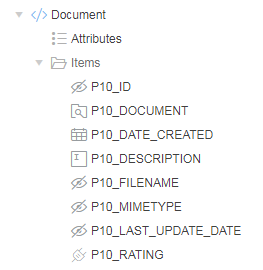 Document
Attributes
Items
P10_ID
P10_DOCUMENT
P10_DATE_CREATED
P10_DESCRIPTION
P10_FILENAME
P10_MIMETYPE
P10_LAST_UPDATE_DATE
P10_RATING